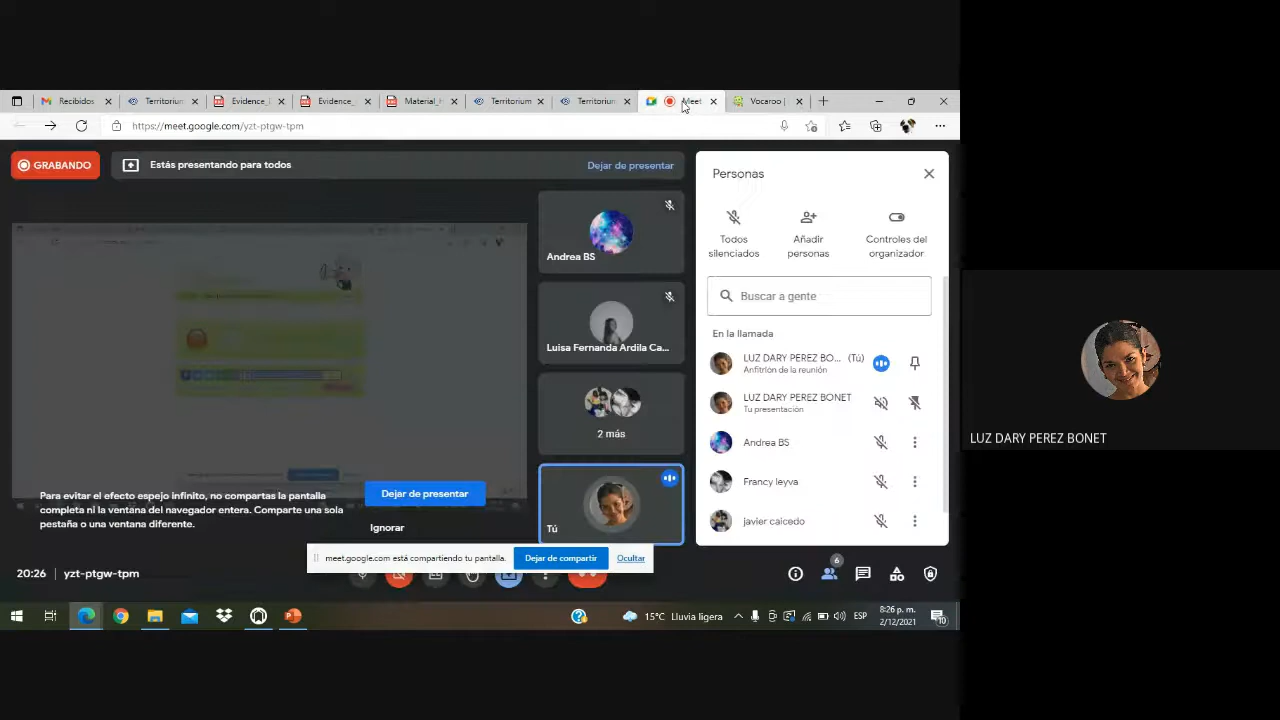 Recibidos
Territorium
Evidence_
Evidence_
Material_
Territorium
Territorium
Meet
Vocaroo |
https://meet.google.com/yzt-ptgw-tpm
GRABANDO
Estás presentando para todos
Dejar de presentar
Personas
Todos silenciados
Añadir personas
Controles del organizador
Buscar a gente
En la llamada
LUZ DARY PEREZ BO... (Tú)
Anfitrión de la reunión
LUZ DARY PEREZ BONET
Tu presentación
Andrea BS
Francy leyva
javier caicedo
Andrea BS
Luisa Fernanda Ardila Ca...
2 más
Tú
Para evitar el efecto espejo infinito, no compartas la pantalla
completa ni la ventana del navegador entera. Comparte una sola
pestaña o una ventana diferente.
Dejar de presentar
Ignorar
meet.google.com está compartiendo tu pantalla.
Dejar de compartir
Ocultar
20:26
yzt-ptgw-tpm
6
15°C Lluvia ligera
ESP
8:26 p. m.
2/12/2021
10
LUZ DARY PEREZ BONET